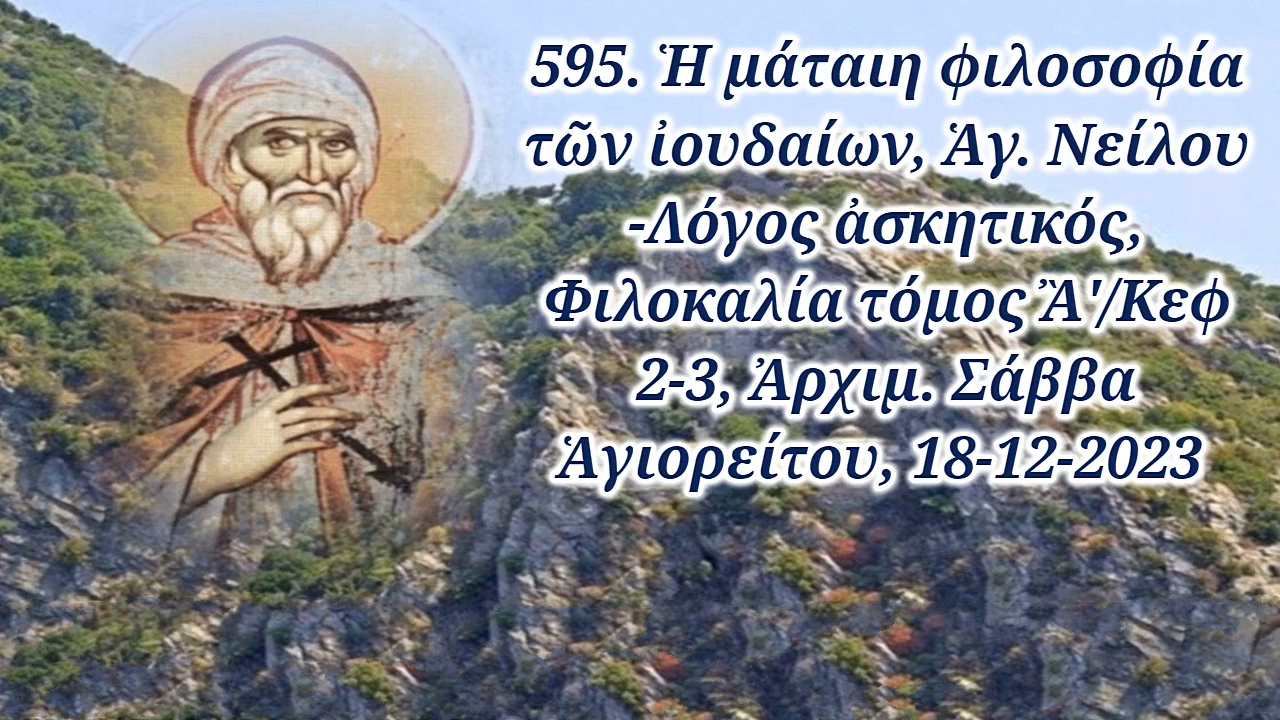 595. Ἡ μάταιη φιλοσοφία
τῶν ἰουδαίων, Ἁγ. Νείλου
-Λόγος ἀσκητικός,
Φιλοκαλία τόμος Ἂ'/Κεφ
2-3, Ἀρχιμ. Σάββα
Ἁγιορείτου, 18-12-2023